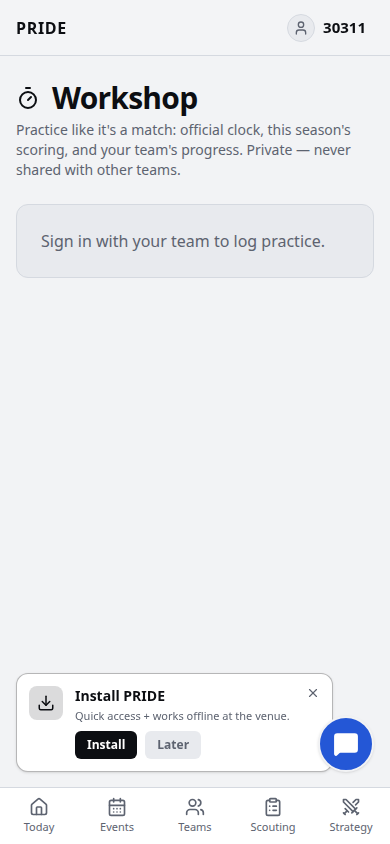 PRIDE
30311
Workshop
Practice like it's a match: official clock, this season's
scoring, and your team's progress. Private — never
shared with other teams.
Sign in with your team to log practice.
Install PRIDE
Quick access + works offline at the venue.
Install
Later
Today
Events
Teams
Scouting
Strategy